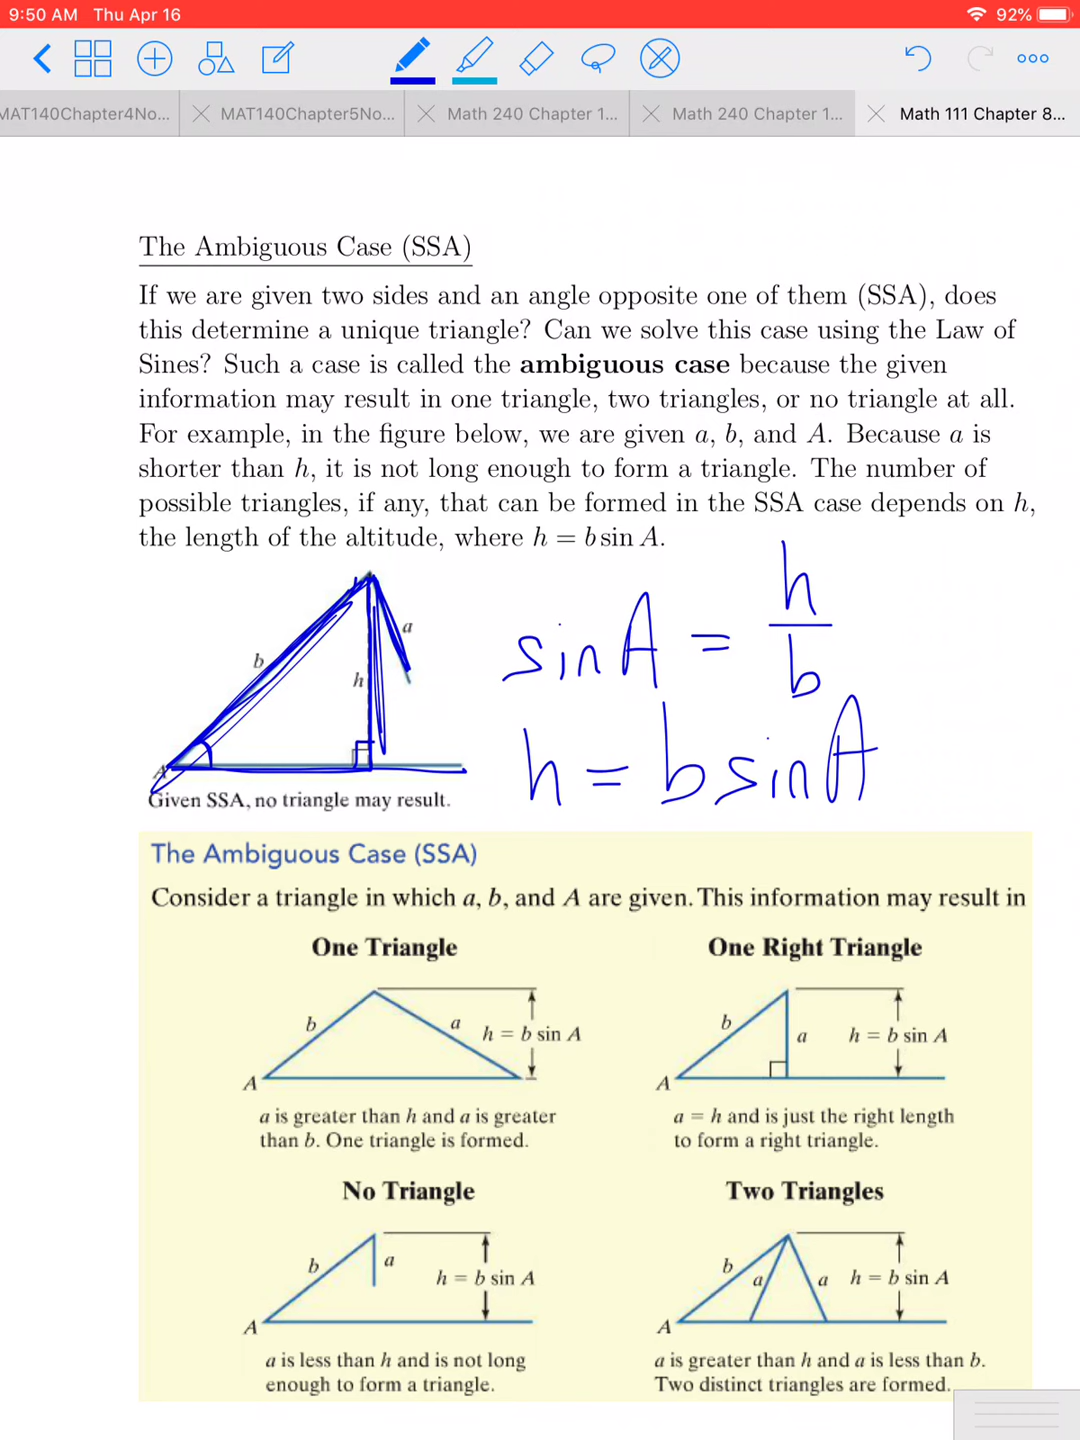 9:50 AM Thu Apr 16 92%
MAT140Chapter4No... MAT140Chapter5No... Math 240 Chapter 1... Math 240 Chapter 1... Math 111 Chapter 8...
The Ambiguous Case (SSA)
If we are given two sides and an angle opposite one of them (SSA), does
this determine a unique triangle? Can we solve this case using the Law of
Sines? Such a case is called the ambiguous case because the given
information may result in one triangle, two triangles, or no triangle at all.
For example, in the figure below, we are given a, b, and A. Because a is
shorter than h, it is not long enough to form a triangle. The number of
possible triangles, if any, that can be formed in the SSA case depends on h,
the length of the altitude, where h = b sin A.
a
b
h
A
sin A = h/b
h = b sin A
Given SSA, no triangle may result.
The Ambiguous Case (SSA)
Consider a triangle in which a, b, and A are given. This information may result in
One Triangle
b
a
h = b sin A
A
a is greater than h and a is greater
than b. One triangle is formed.
One Right Triangle
b
a
h = b sin A
A
a = h and is just the right length
to form a right triangle.
No Triangle
b
a
h = b sin A
A
a is less than h and is not long
enough to form a triangle.
Two Triangles
b
a
a
h = b sin A
A
a is greater than h and a is less than b.
Two distinct triangles are formed.